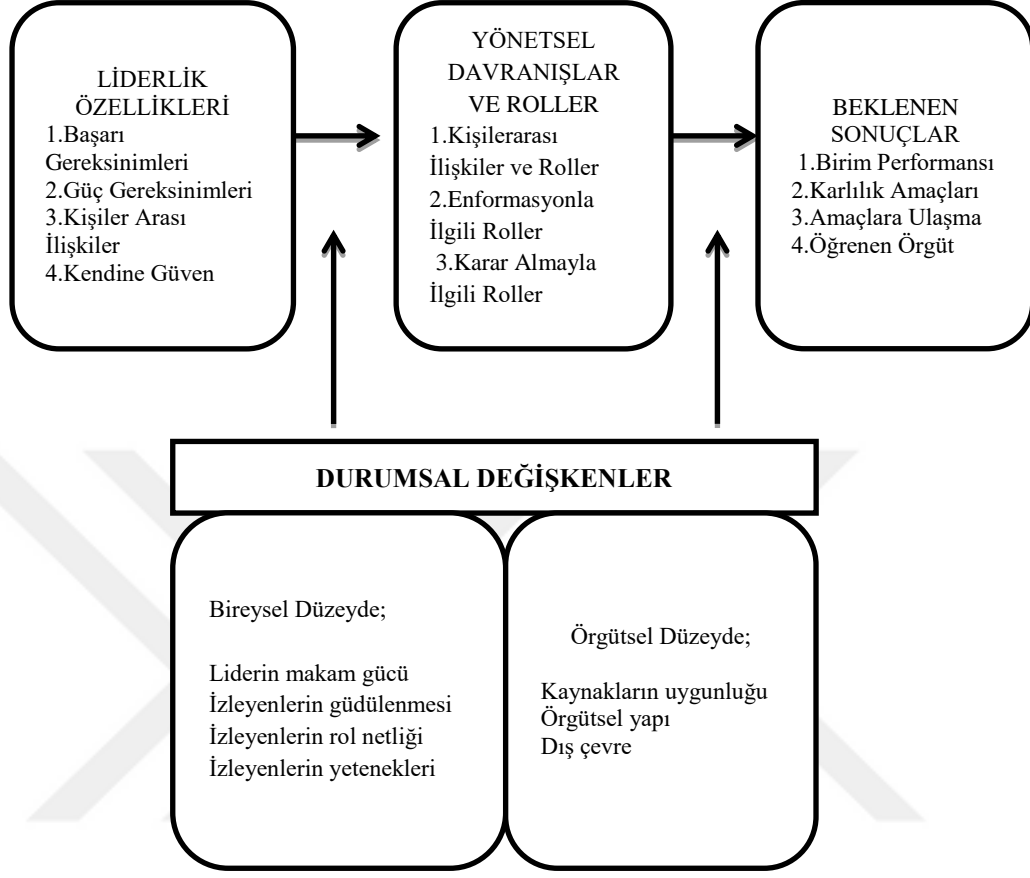 LİDERLİK
ÖZELLİKLERİ
1.Başarı
Gereksinimleri
2.Güç Gereksinimleri
3.Kişiler Arası
İlişkiler
4.Kendine Güven
YÖNETSEL
DAVRANIŞLAR
VE ROLLER
1.Kişilerarası
İlişkiler ve Roller
2.Enformasyonla
İlgili Roller
3.Karar Almayla
İlgili Roller
BEKLENEN
SONUÇLAR
1.Birim Performansı
2.Karlılık Amaçları
3.Amaçlara Ulaşma
4.Öğrenen Örgüt
DURUMSAL DEĞİŞKENLER
Bireysel Düzeyde;
Liderin makam gücü
İzleyenlerin güdülenmesi
İzleyenlerin rol netliği
İzleyenlerin yetenekleri
Örgütsel Düzeyde;
Kaynakların uygunluğu
Örgütsel yapı
Dış çevre